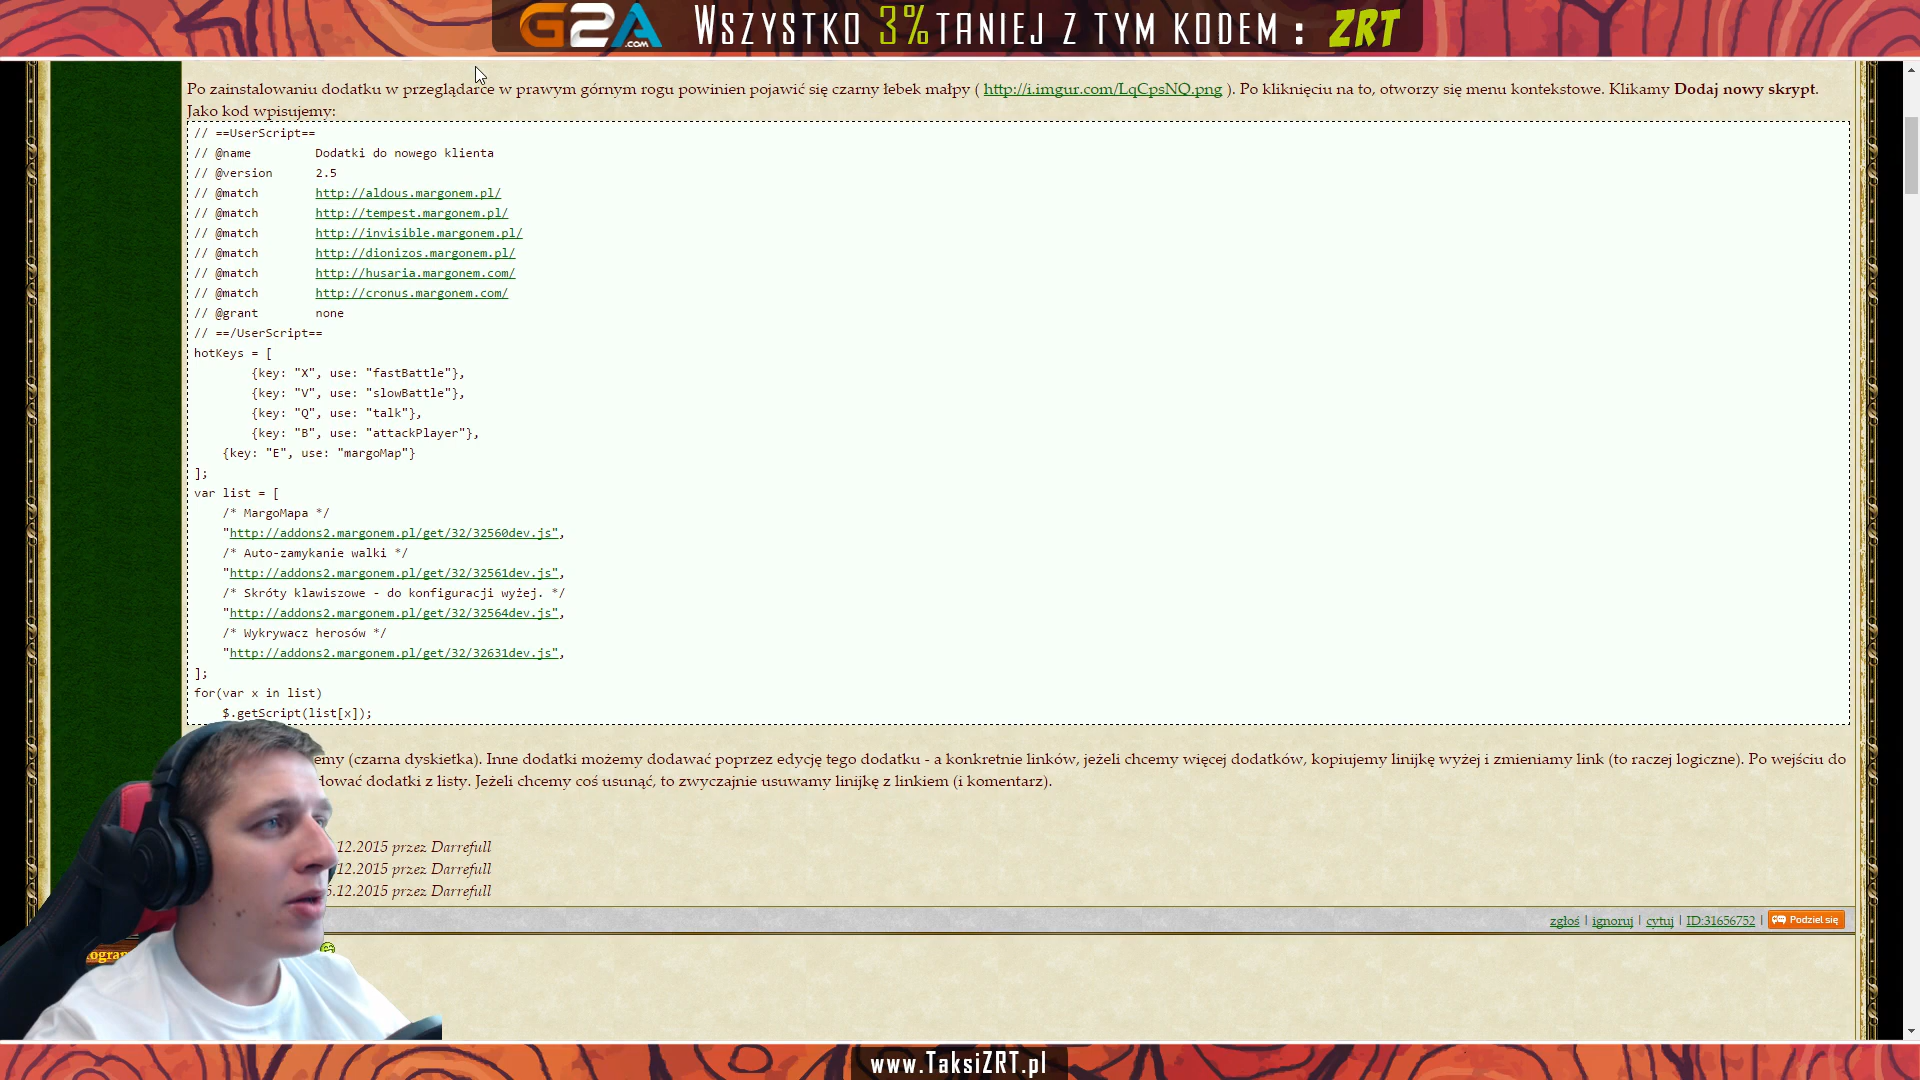 G2A.COM WSZYSTKO 3% TANIEJ Z TYM KODEM : ZRT
Po zainstalowaniu dodatku w przeglądarce w prawym górnym rogu powinien pojawić się czarny łebek małpy ( http://i.imgur.com/LqCpsNQ.png ). Po kliknięciu na to, otworzy się menu kontekstowe. Klikamy Dodaj nowy skrypt.
Jako kod wpisujemy:
// ==UserScript==
// @name Dodatki do nowego klienta
// @version 2.5
// @match http://aldous.margonem.pl/
// @match http://tempest.margonem.pl/
// @match http://invisible.margonem.pl/
// @match http://dionizos.margonem.pl/
// @match http://husaria.margonem.com/
// @match http://cronus.margonem.com/
// @grant none
// ==/UserScript==
hotKeys = [
{key: "X", use: "fastBattle"},
{key: "V", use: "slowBattle"},
{key: "Q", use: "talk"},
{key: "B", use: "attackPlayer"},
{key: "E", use: "margoMap"}
];
var list = [
/* MargoMapa */
"http://addons2.margonem.pl/get/32/32560dev.js",
/* Auto-zamykanie walki */
"http://addons2.margonem.pl/get/32/32561dev.js",
/* Skróty klawiszowe - do konfiguracji wyżej. */
"http://addons2.margonem.pl/get/32/32564dev.js",
/* Wykrywacz herosów */
"http://addons2.margonem.pl/get/32/32631dev.js",
];
for(var x in list)
$.getScript(list[x]);
emy (czarna dyskietka). Inne dodatki możemy dodawać poprzez edycję tego dodatku - a konkretnie linków, jeżeli chcemy więcej dodatków, kopiujemy linijkę wyżej i zmieniamy link (to raczej logiczne). Po wejściu do
lować dodatki z listy. Jeżeli chcemy coś usunąć, to zwyczajnie usuwamy linijkę z linkiem (i komentarz).
12.2015 przez Darrefull
12.2015 przez Darrefull
.12.2015 przez Darrefull
zgłoś | ignoruj | cytuj | ID:31656752 | Podziel się
www.TaksiZRT.pl